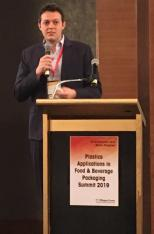 Plastics
Applications in
Food & Beverage
Packaging
Summit 2019